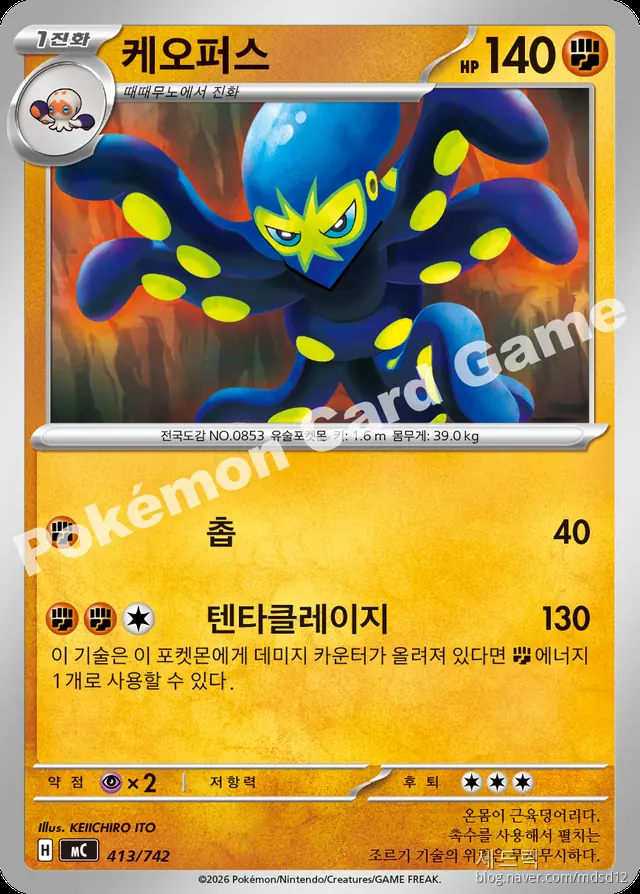 1진화
케오퍼스
HP 140
때때무노에서 진화
전국도감 NO.0853 유술포켓몬 키: 1.6 m 몸무게: 39.0 kg
Pokémon Card Game
촙 40
텐타클레이지 130
이 기술은 이 포켓몬에게 데미지 카운터가 올려져 있다면 에너지
1개로 사용할 수 있다.
약점 ×2 저항력 후퇴
Illus. KEIICHIRO ITO
H MC 413/742
온몸이 근육덩어리다.
촉수를 사용해서 펼치는
조르기 기술의 위력은 무시무시하다.
세드릭
blog.naver.com/mdsd12
©2026 Pokémon/Nintendo/Creatures/GAME FREAK.